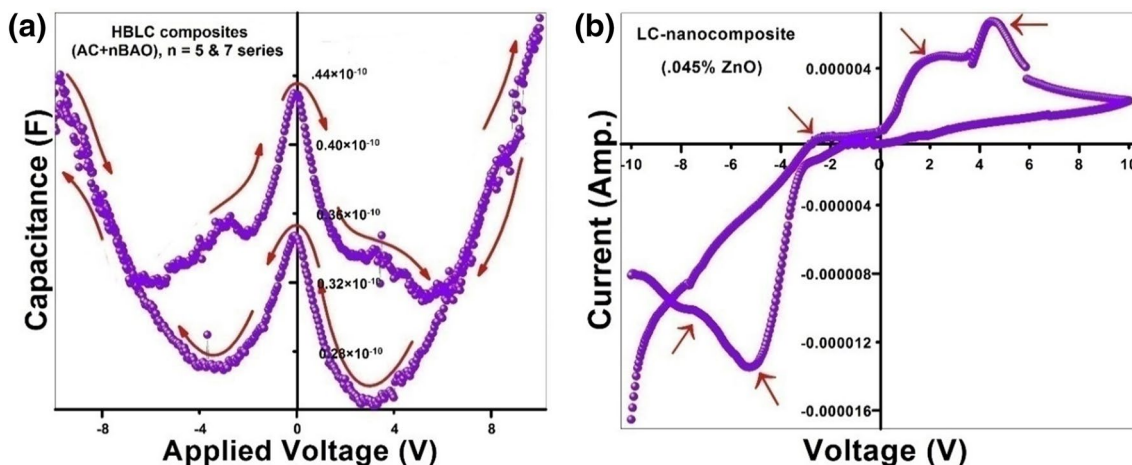 (a)
HBLC composites
(AC+nBAO), n = 5 & 7 series
.44×10-10
0.40×10-10
0.36×10-10
0.32×10-10
0.28×10-10
Capacitance (F)
-8 -4 0 4 8
Applied Voltage (V)
(b)
LC-nanocomposite
(.045% ZnO)
0.000004
-10 -8 -6 -4 -2 0 2 4 6 8 10
-0.000004
-0.000008
-0.000012
-0.000016
Current (Amp.)
Voltage (V)